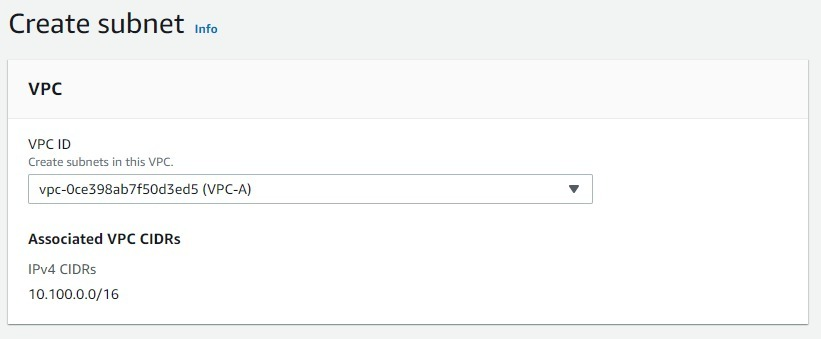 Create subnet Info
VPC
VPC ID
Create subnets in this VPC.
vpc-0ce398ab7f50d3ed5 (VPC-A)
Associated VPC CIDRs
IPv4 CIDRs
10.100.0.0/16